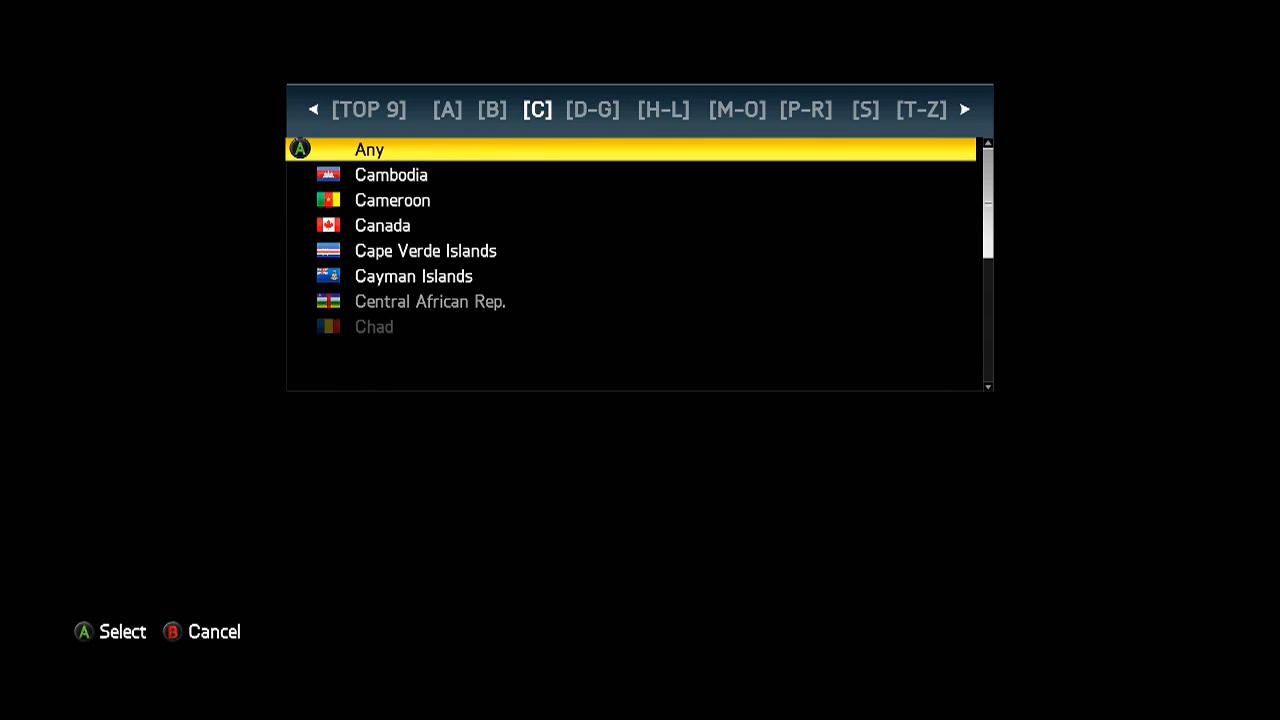 [TOP 9] [A] [B] [C] [D-G] [H-L] [M-O] [P-R] [S] [T-Z]
A Any
Cambodia
Cameroon
Canada
Cape Verde Islands
Cayman Islands
Central African Rep.
Chad
A Select B Cancel